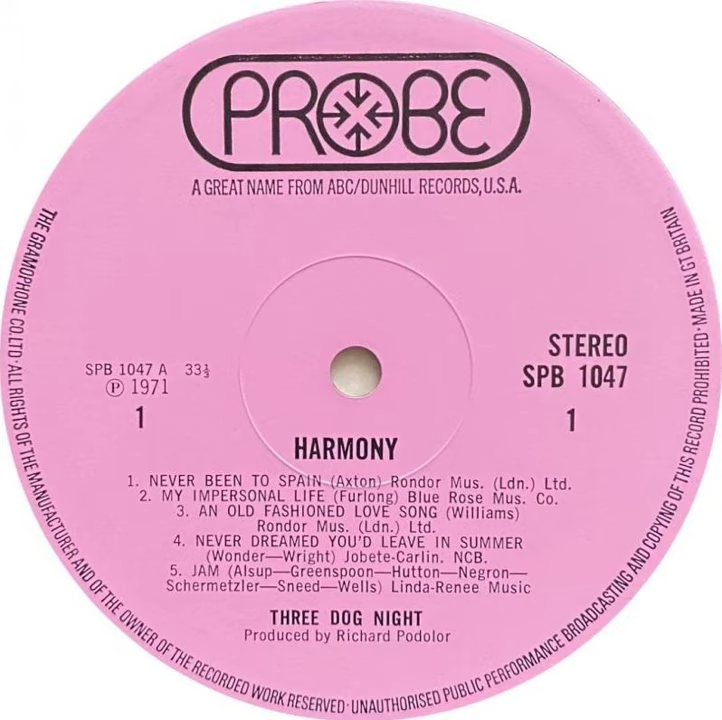 PROBE
A GREAT NAME FROM ABC/DUNHILL RECORDS, U.S.A.
THE GRAMOPHONE CO. LTD · ALL RIGHTS OF THE MANUFACTURER AND OF THE OWNER OF THE RECORDED WORK RESERVED · UNAUTHORISED PUBLIC PERFORMANCE BROADCASTING AND COPYING OF THIS RECORD PROHIBITED · MADE IN GT BRITAIN
SPB 1047 A 33⅓
℗ 1971
1
STEREO
SPB 1047
1
HARMONY
1. NEVER BEEN TO SPAIN (Axton) Rondor Mus. (Ldn.) Ltd.
2. MY IMPERSONAL LIFE (Furlong) Blue Rose Mus. Co.
3. AN OLD FASHIONED LOVE SONG (Williams)
Rondor Mus. (Ldn.) Ltd.
4. NEVER DREAMED YOU'D LEAVE IN SUMMER
(Wonder—Wright) Jobete-Carlin. NCB.
5. JAM (Alsup—Greenspoon—Hutton—Negron—
Schermetzler—Sneed—Wells) Linda-Renee Music
THREE DOG NIGHT
Produced by Richard Podolor